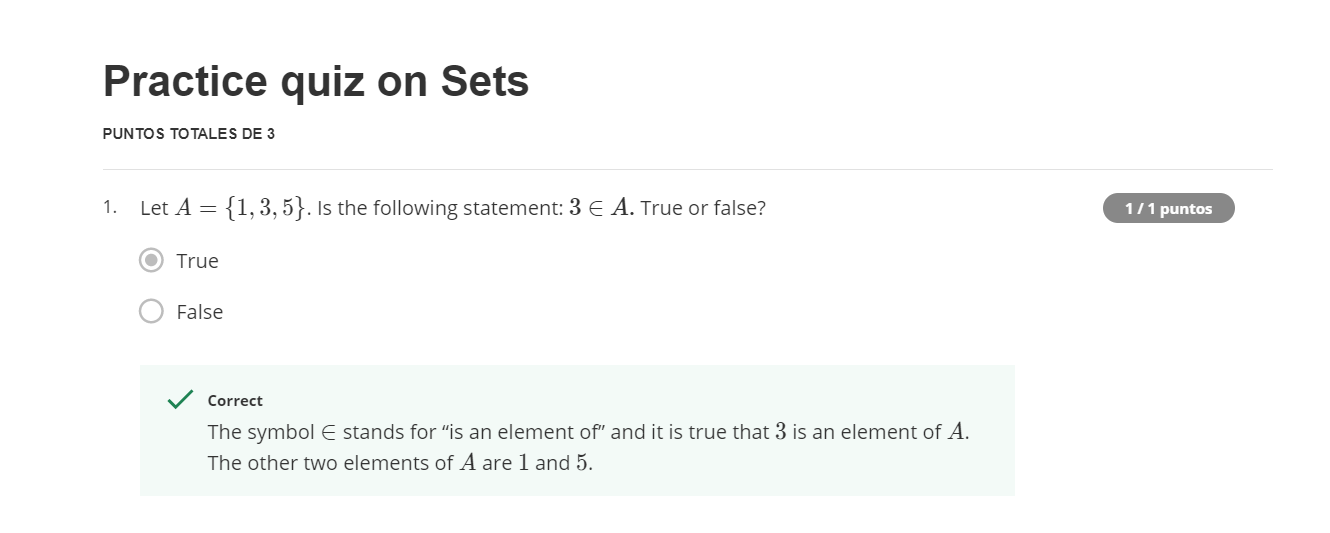 Practice quiz on Sets
PUNTOS TOTALES DE 3
1. Let A = {1, 3, 5}. Is the following statement: 3 ∈ A. True or false?
1 / 1 puntos
True
False
Correct
The symbol ∈ stands for “is an element of” and it is true that 3 is an element of A.
The other two elements of A are 1 and 5.